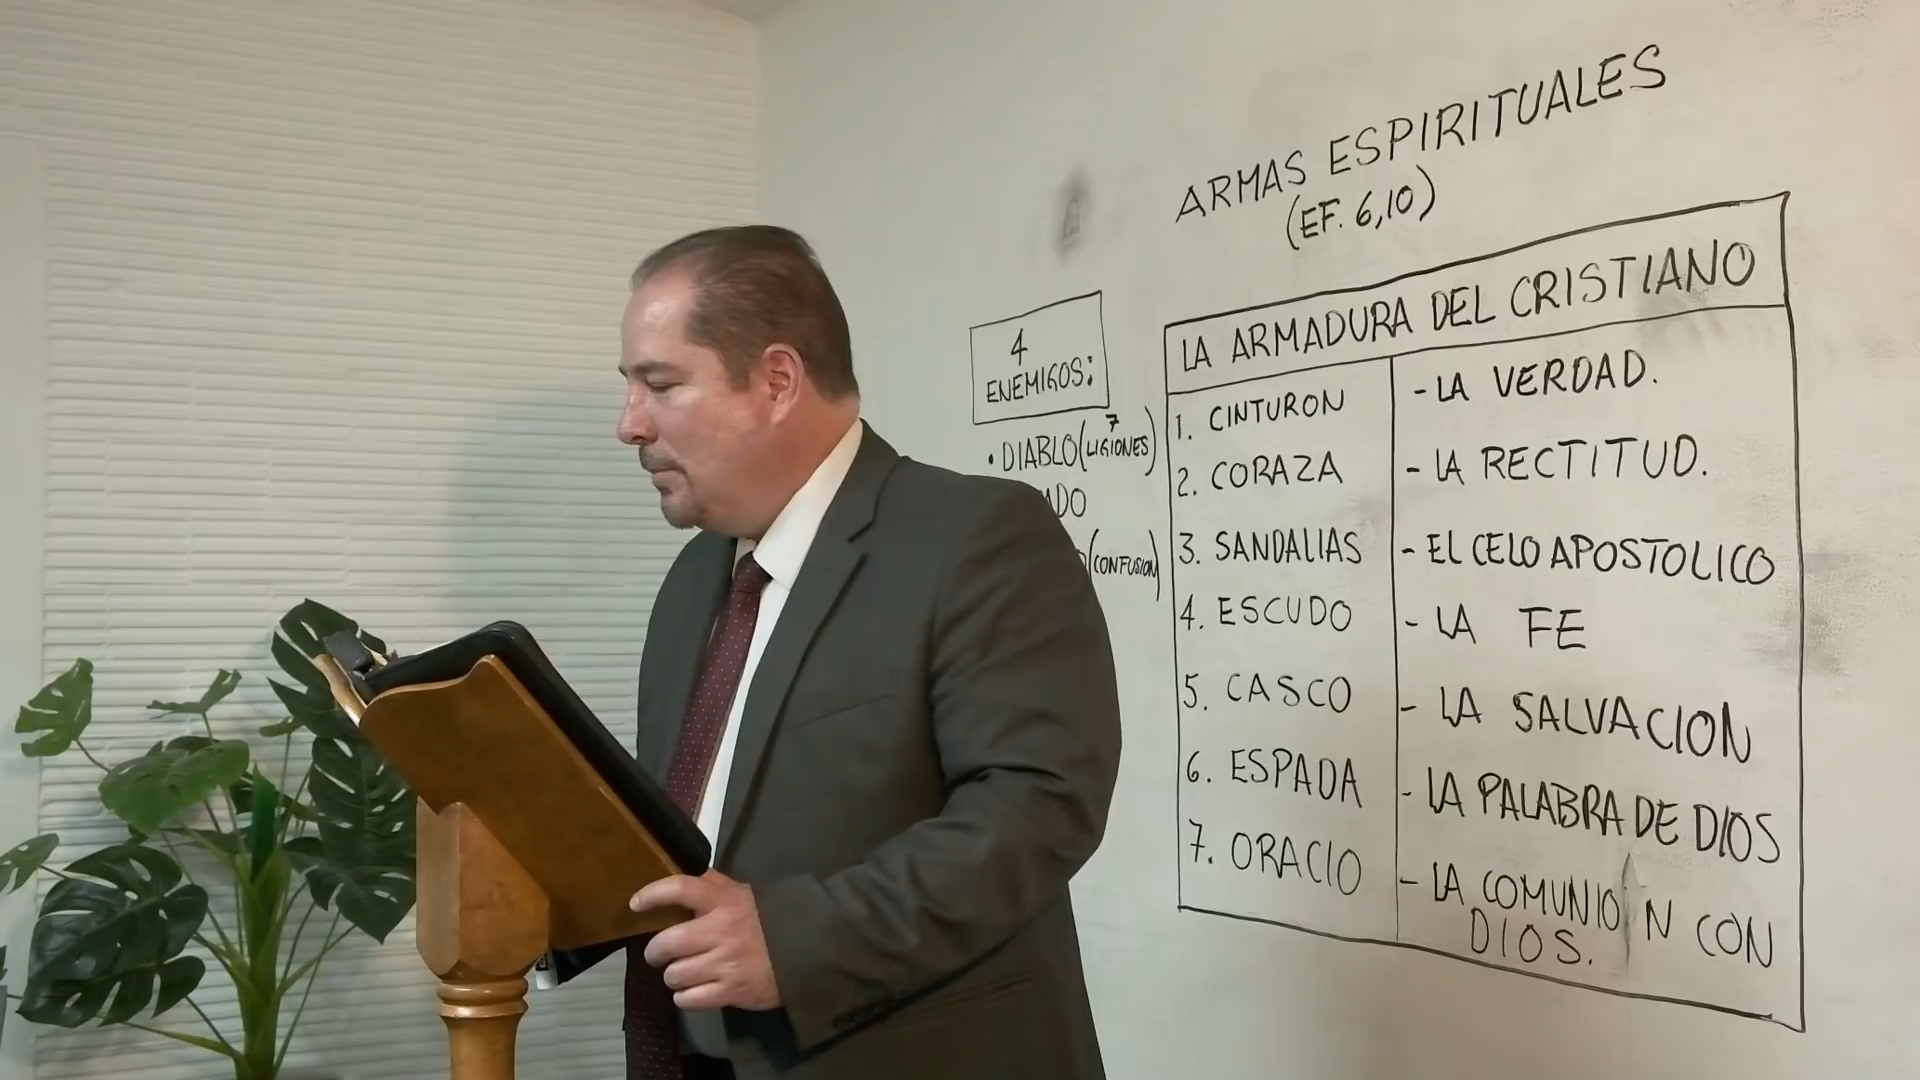 ARMAS ESPIRITUALES
(EF. 6,10)
4
ENEMIGOS:
7
• DIABLO (LIGIONES)
(CONFUSION)
LA ARMADURA DEL CRISTIANO
1. CINTURON - LA VERDAD.
2. CORAZA - LA RECTITUD.
3. SANDALIAS - EL CELO APOSTOLICO
4. ESCUDO - LA FE
5. CASCO - LA SALVACION
6. ESPADA - LA PALABRA DE DIOS
7. ORACIO - LA COMUNION CON
DIOS.